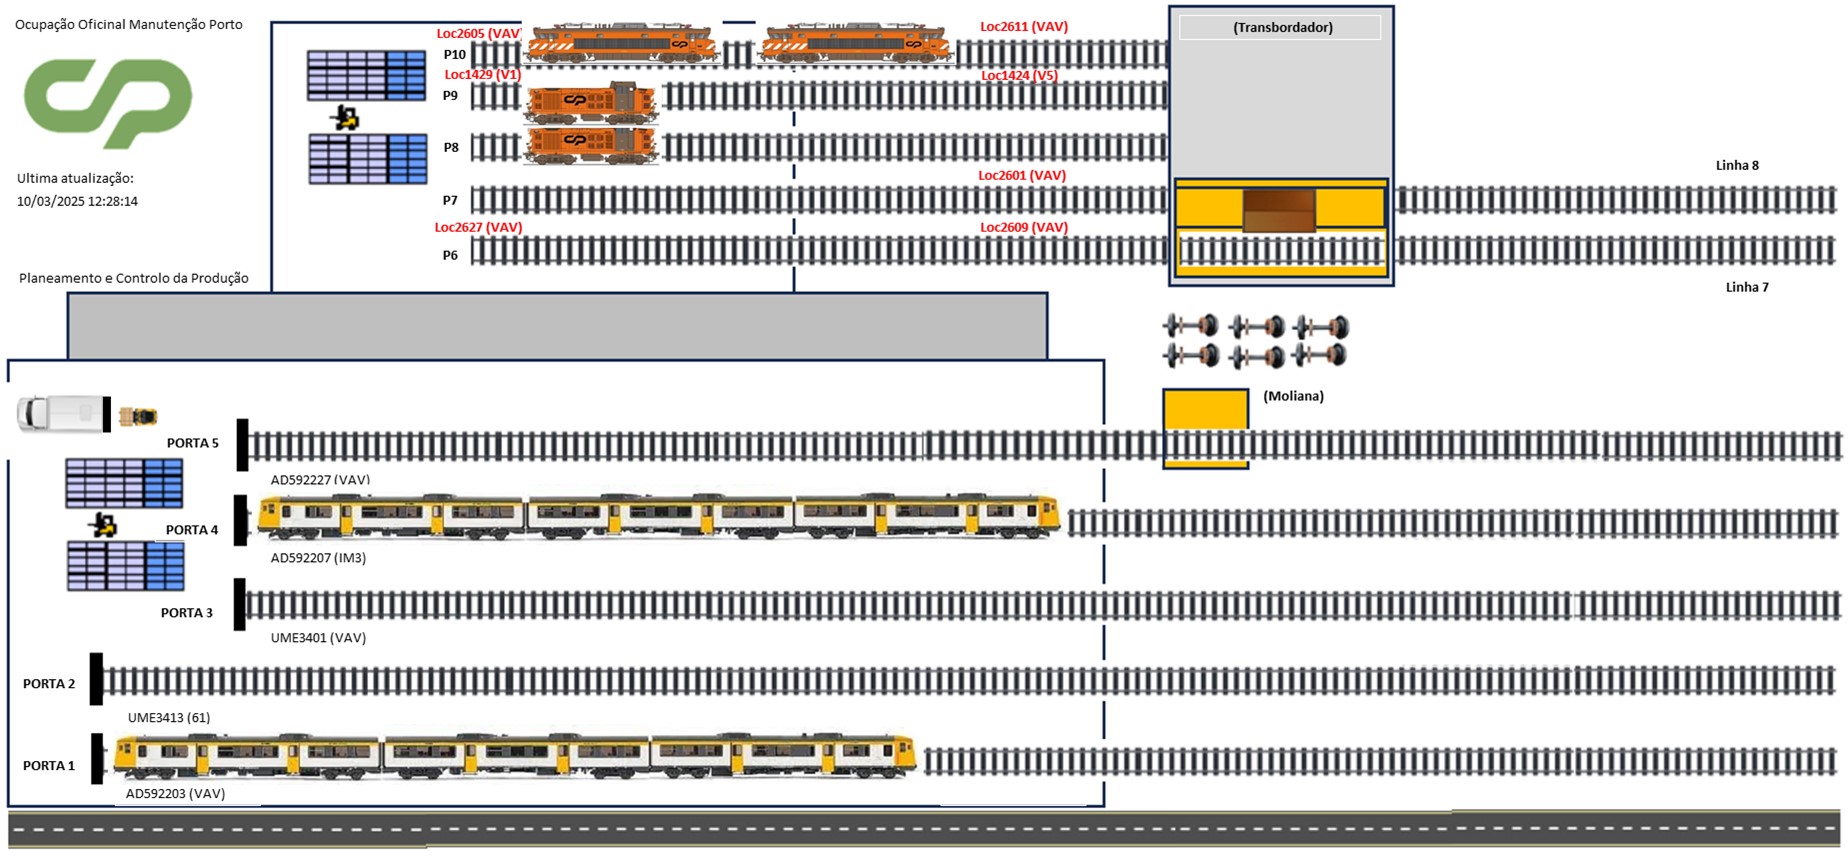 Ocupação Oficinal Manutenção Porto
cp
Ultima atualização:
10/03/2025 12:28:14
Planeamento e Controlo da Produção
Loc2605 (VAV)
Loc2611 (VAV)
P10
Loc1429 (V1)
Loc1424 (V5)
P9
P8
Loc2601 (VAV)
P7
Loc2627 (VAV)
Loc2609 (VAV)
P6
(Transbordador)
Linha 8
Linha 7
(Moliana)
PORTA 5
AD592227 (VAV)
PORTA 4
AD592207 (IM3)
PORTA 3
UME3401 (VAV)
PORTA 2
UME3413 (61)
PORTA 1
AD592203 (VAV)